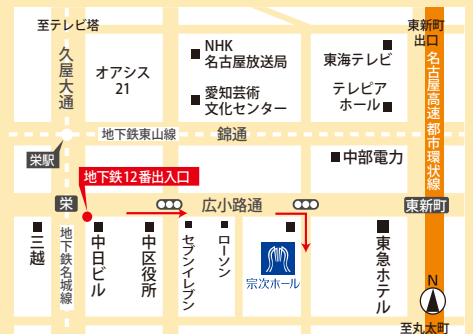 至テレビ塔
久屋大通
オアシス
21
NHK
名古屋放送局
愛知芸術
文化センター
東海テレビ
テレピア
ホール
東新町
出口
名古屋高速都市環状線
地下鉄東山線
錦通
栄駅
中部電力
地下鉄12番出入口
栄
広小路通
東新町
三越
地下鉄名城線
中日ビル
中区役所
セブンイレブン
ローソン
宗次ホール
東急ホテル
N
至丸太町